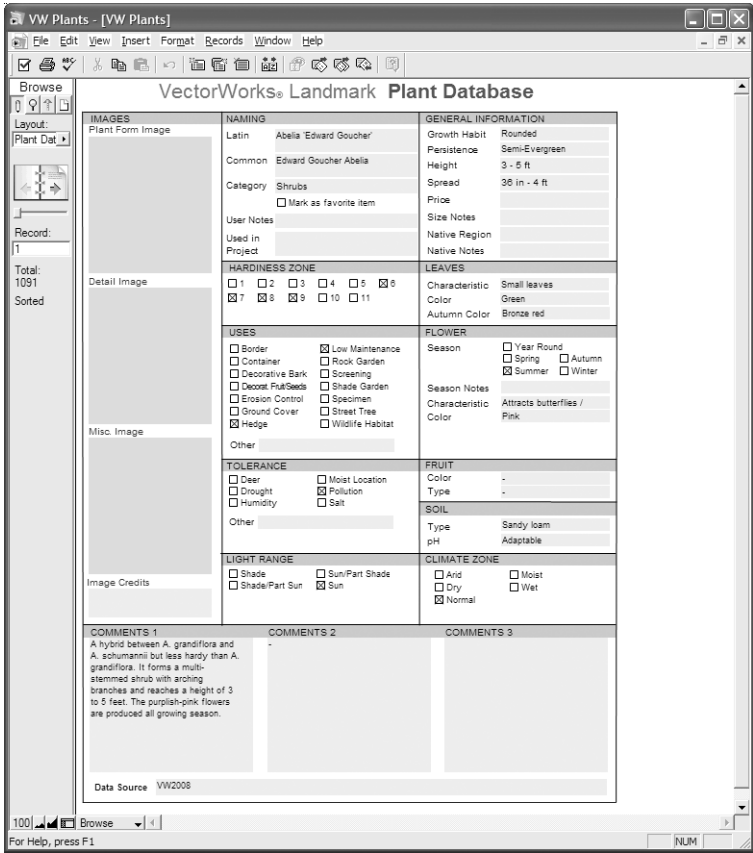 VW Plants - [VW Plants]
File Edit View Insert Format Records Window Help
Browse
Layout:
Plant Dat
Record:
1
Total:
1091
Sorted
VectorWorks® Landmark Plant Database
IMAGES
Plant Form Image
Detail Image
Misc. Image
Image Credits
NAMING
Latin Abelia 'Edward Goucher'
Common Edward Goucher Abelia
Category Shrubs
Mark as favorite item
User Notes
Used in
Project
GENERAL INFORMATION
Growth Habit Rounded
Persistence Semi-Evergreen
Height 3 - 5 ft
Spread 36 in - 4 ft
Price
Size Notes
Native Region
Native Notes
HARDINESS ZONE
1 2 3 4 5 6
7 8 9 10 11
LEAVES
Characteristic Small leaves
Color Green
Autumn Color Bronze red
USES
Border Low Maintenance
Container Rock Garden
Decorative Bark Screening
Decorat. Fruit/Seeds Shade Garden
Erosion Control Specimen
Ground Cover Street Tree
Hedge Wildlife Habitat
Other
FLOWER
Season Year Round
Spring Autumn
Summer Winter
Season Notes
Characteristic Attracts butterflies /
Color Pink
TOLERANCE
Deer Moist Location
Drought Pollution
Humidity Salt
Other
FRUIT
Color -
Type -
SOIL
Type Sandy loam
pH Adaptable
LIGHT RANGE
Shade Sun/Part Shade
Shade/Part Sun Sun
CLIMATE ZONE
Arid Moist
Dry Wet
Normal
COMMENTS 1
A hybrid between A. grandiflora and
A. schumannii but less hardy than A.
grandiflora. It forms a multi-
stemmed shrub with arching
branches and reaches a height of 3
to 5 feet. The purplish-pink flowers
are produced all growing season.
COMMENTS 2
-
COMMENTS 3
Data Source VW2008
100 Browse
For Help, press F1 NUM